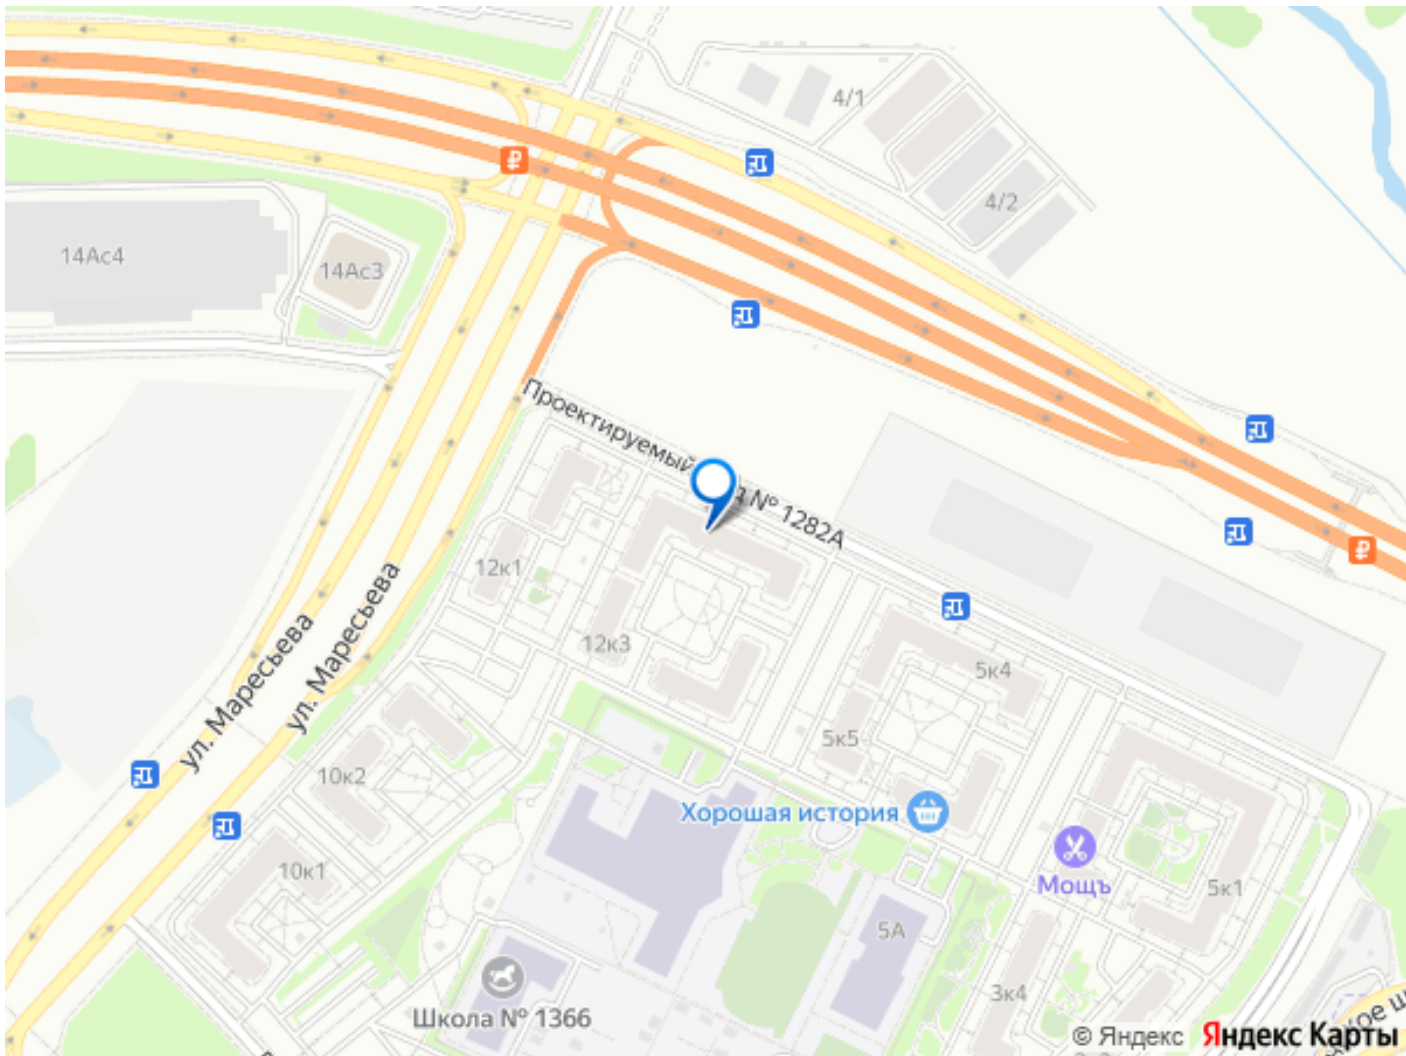 4/1
4/2
14Ас4
14Ас3
Проектируемый
д № 1282А
12к1
12к3
ул. Маресьева
ул. Маресьева
5к4
5к5
10к2
10к1
Хорошая история
Мощъ
5к1
5А
3к4
Школа № 1366
© Яндекс
Яндекс Карты